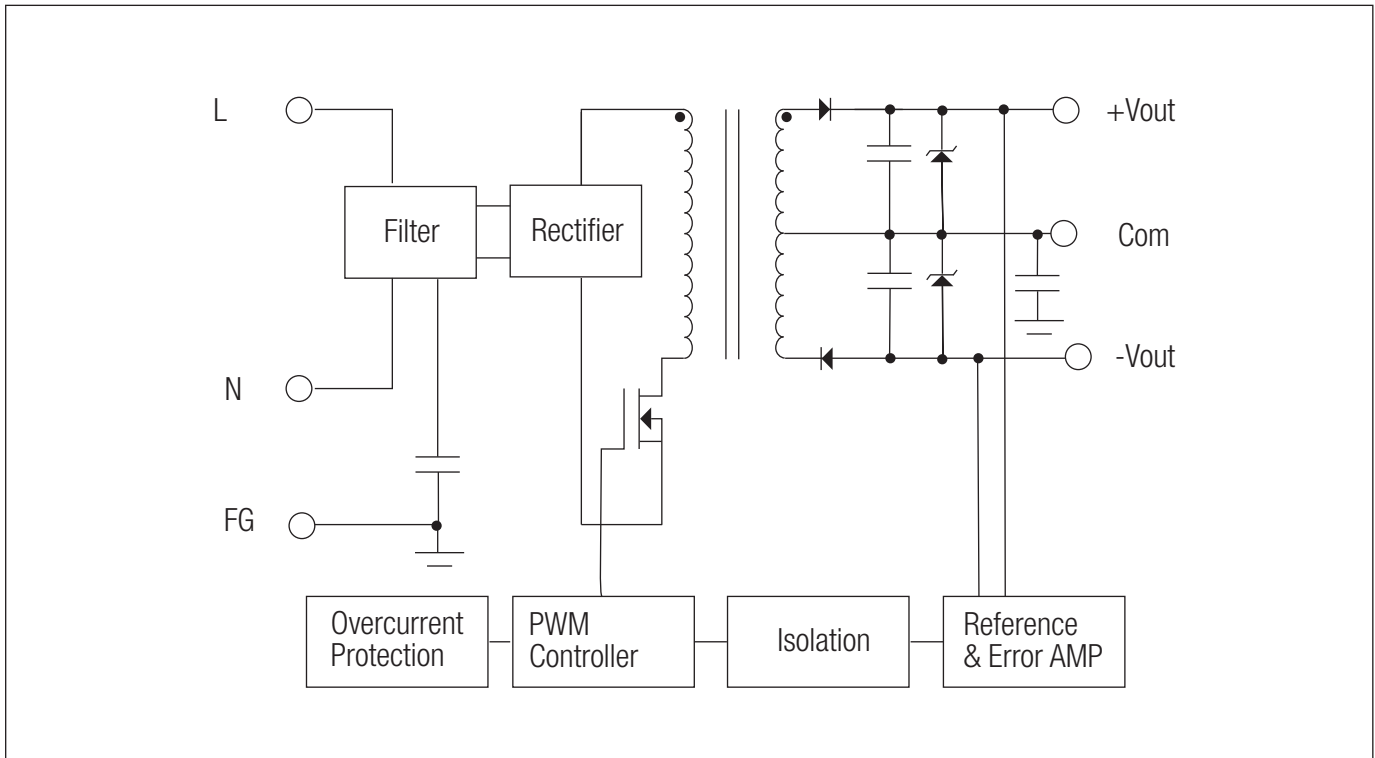 L
+Vout
Filter
Rectifier
Com
N
-Vout
FG
Overcurrent
Protection
PWM
Controller
Isolation
Reference
& Error AMP